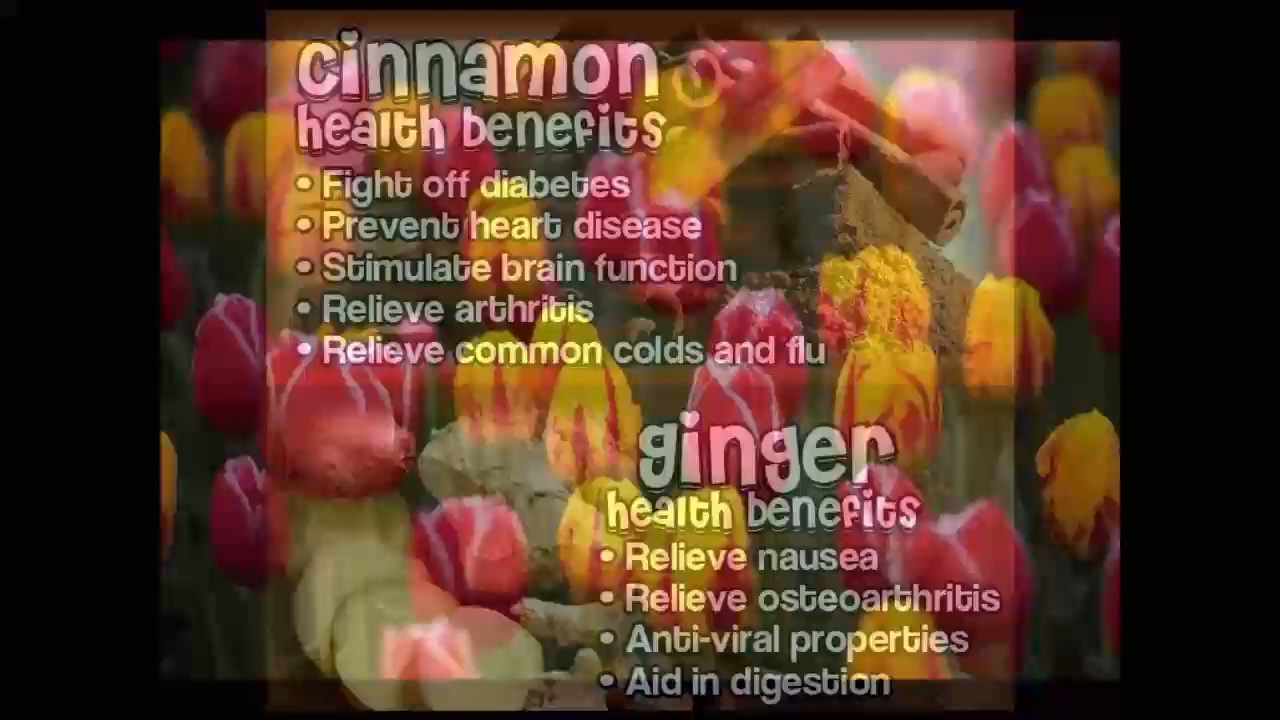 cinnamon
health benefits
• Fight off diabetes
• Prevent heart disease
• Stimulate brain function
• Relieve arthritis
• Relieve common colds and flu
ginger
health benefits
• Relieve nausea
• Relieve osteoarthritis
• Anti-viral properties
• Aid in digestion